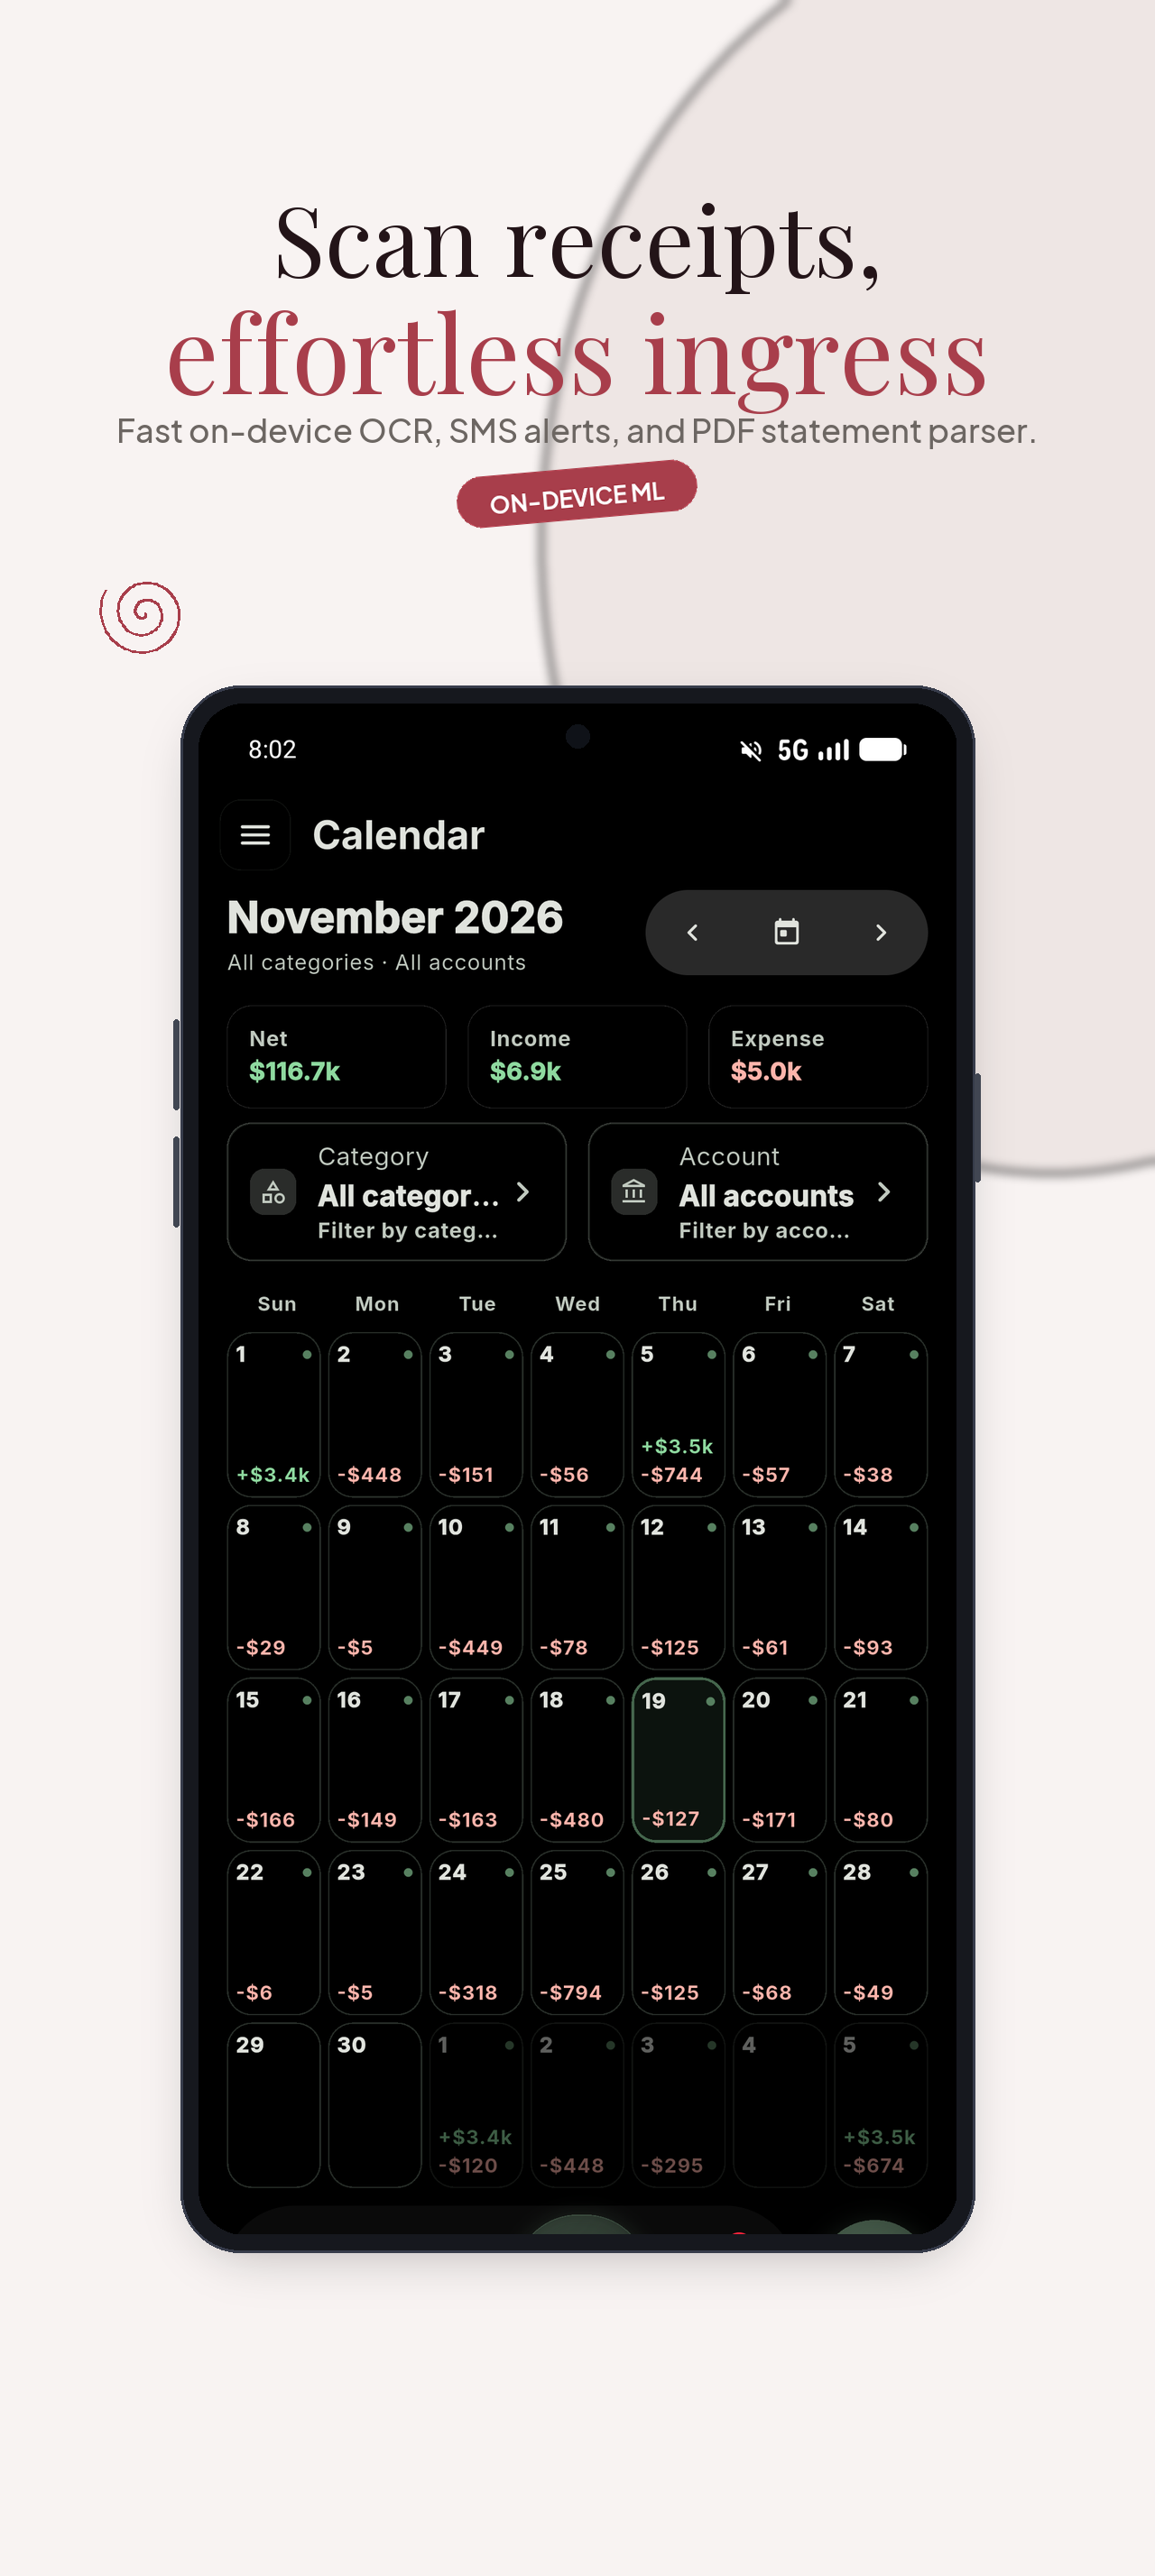 Scan receipts,
effortless ingress
Fast on-device OCR, SMS alerts, and PDF statement parser.
ON-DEVICE ML
8:02
5G
Calendar
November 2026
All categories · All accounts
Net
$116.7k
Income
$6.9k
Expense
$5.0k
Category
All categor...
Filter by categ...
Account
All accounts
Filter by acco...
Sun Mon Tue Wed Thu Fri Sat
1 2 3 4 5 6 7
+$3.5k
+$3.4k -$448 -$151 -$56 -$744 -$57 -$38
8 9 10 11 12 13 14
-$29 -$5 -$449 -$78 -$125 -$61 -$93
15 16 17 18 19 20 21
-$166 -$149 -$163 -$480 -$127 -$171 -$80
22 23 24 25 26 27 28
-$6 -$5 -$318 -$794 -$125 -$68 -$49
29 30 1 2 3 4 5
+$3.4k +$3.5k
-$120 -$448 -$295 -$674